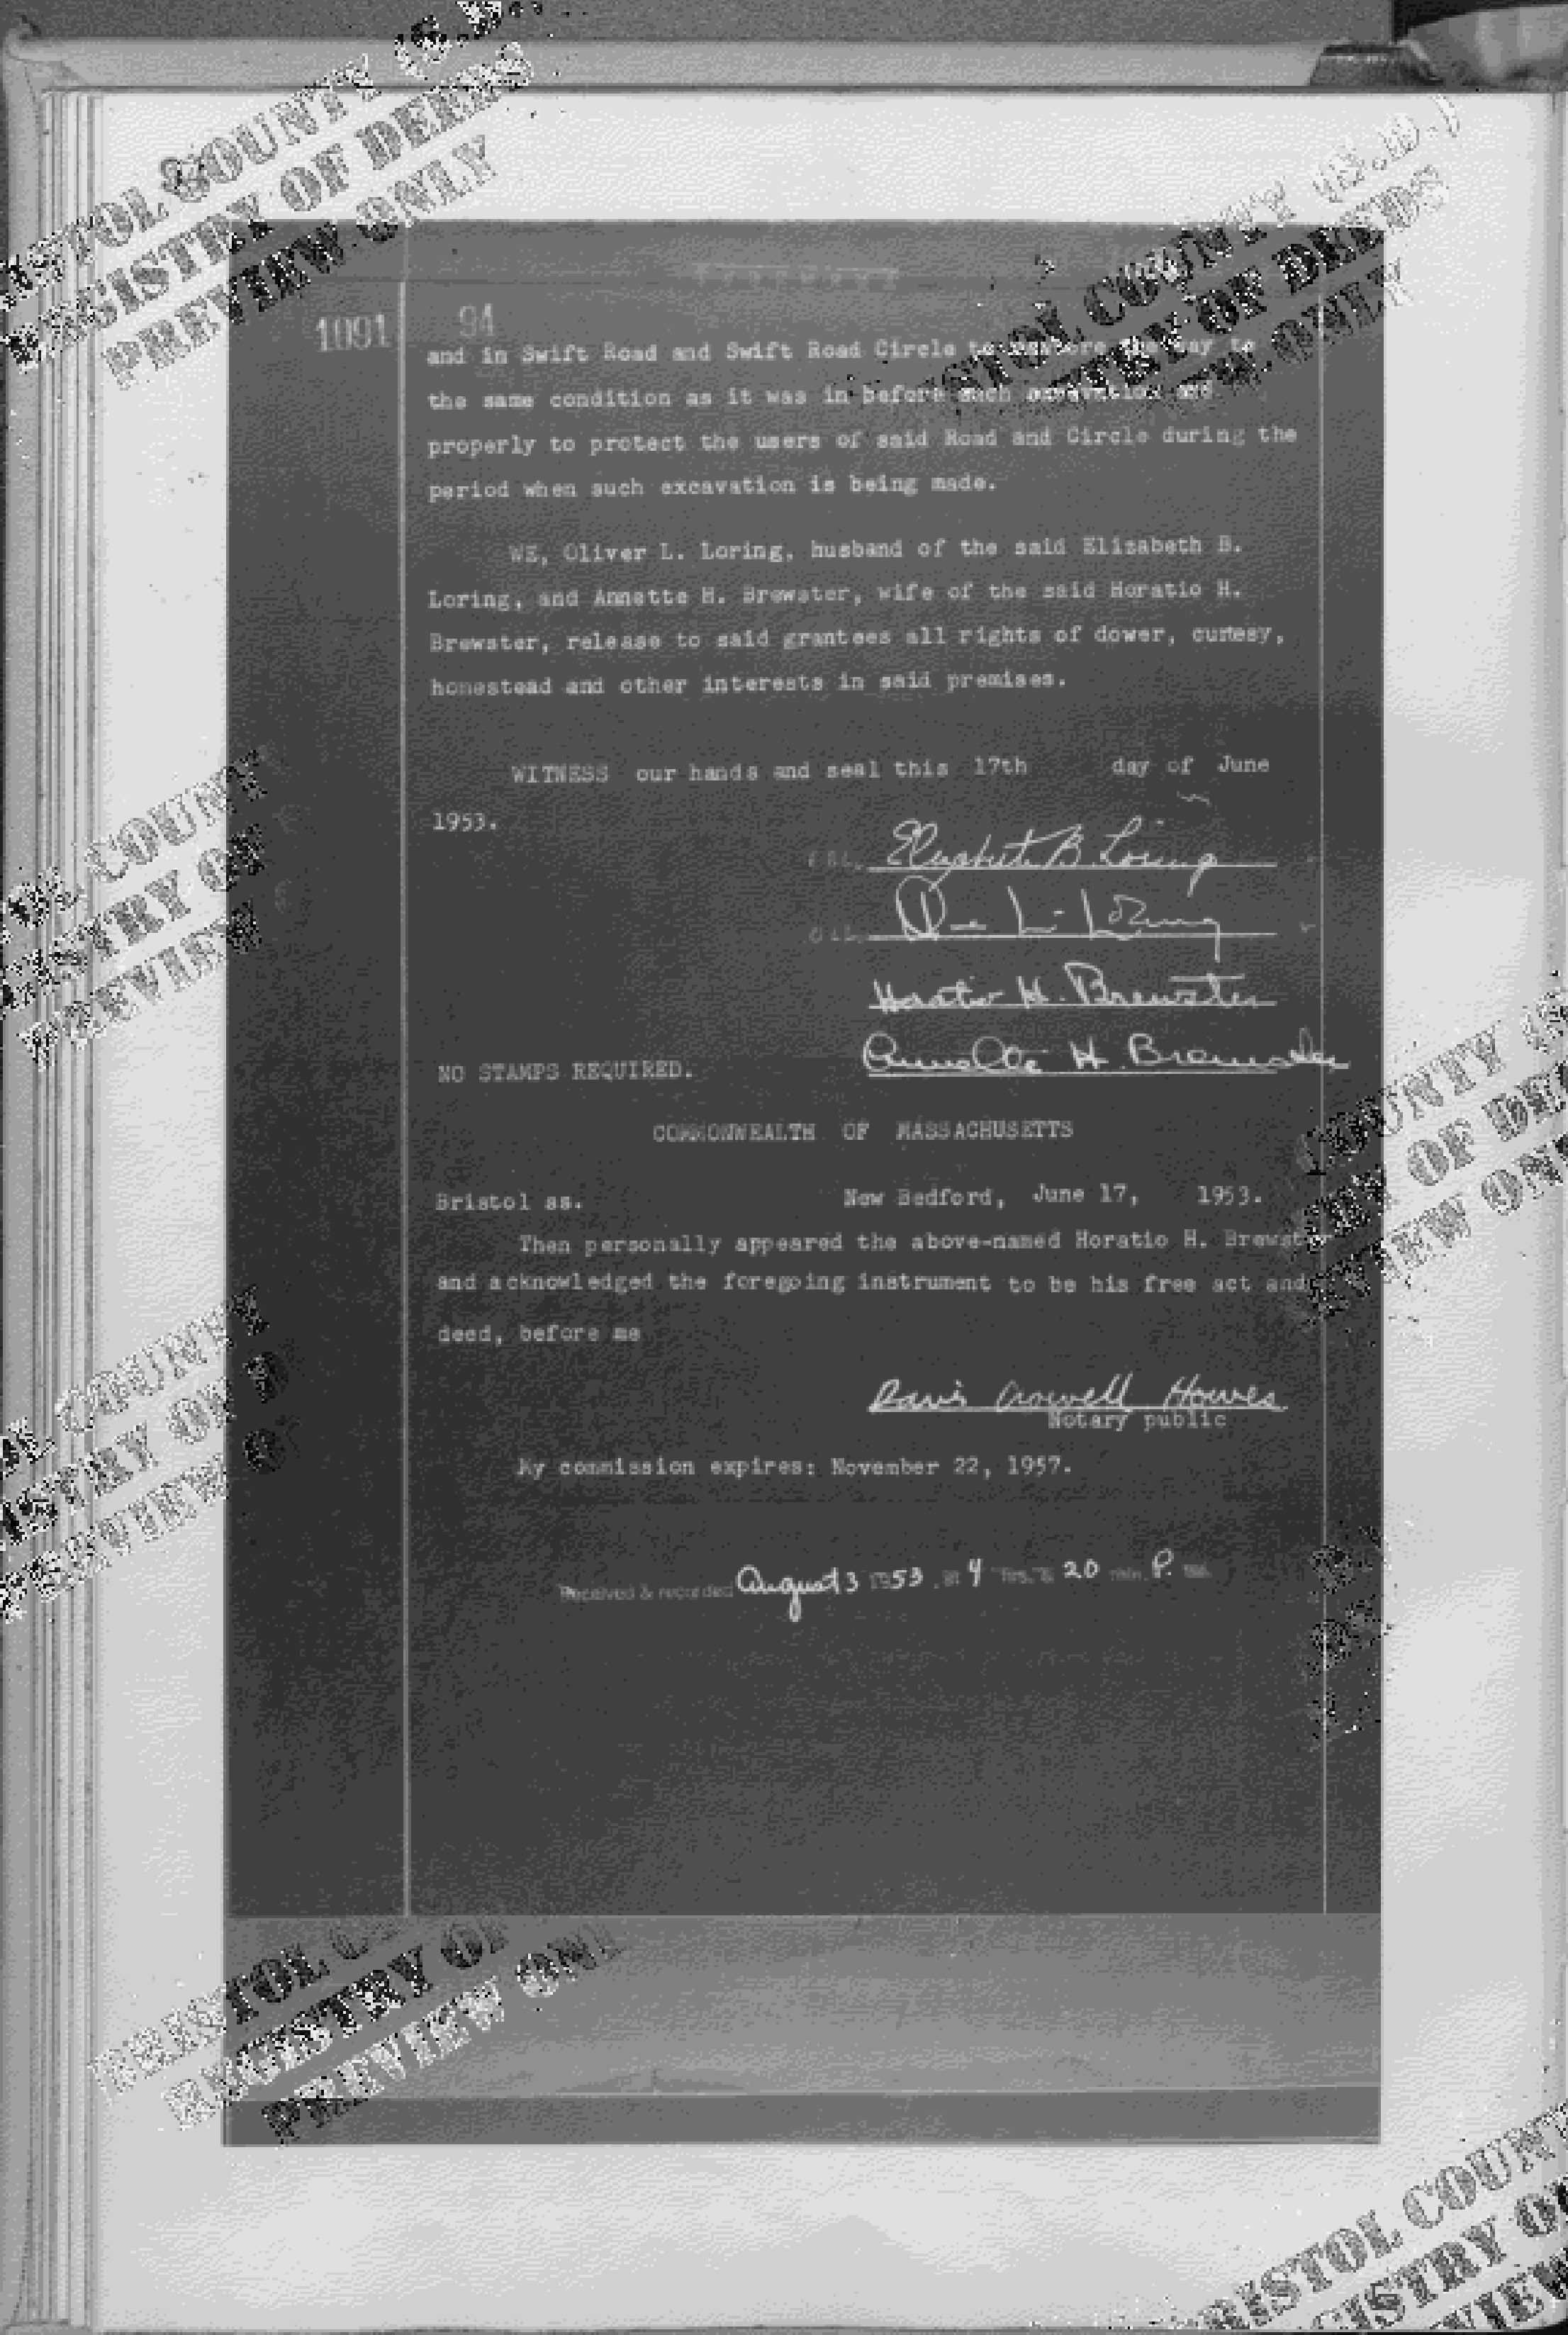 BRISTOL COUNTY (S.D.)
REGISTRY OF DEEDS
PREVIEW ONLY
1091 94
and in Swift Road and Swift Road Circle to restore the way to
the same condition as it was in before such excavation and
properly to protect the users of said Road and Circle during the
period when such excavation is being made.
WE, Oliver L. Loring, husband of the said Elizabeth B.
Loring, and Annette H. Brewster, wife of the said Horatio H.
Brewster, release to said grantees all rights of dower, curtesy,
homestead and other interests in said premises.
WITNESS our hands and seal this 17th day of June
1953.
Elizabeth B. Loring
L. Loring
Horatio H. Brewster
Annette H. Brewster
NO STAMPS REQUIRED.
COMMONWEALTH OF MASSACHUSETTS
Bristol ss. New Bedford, June 17, 1953.
Then personally appeared the above-named Horatio H. Brewster
and acknowledged the foregoing instrument to be his free act and
deed, before me
Davis Crowell Howes
Notary public
My commission expires: November 22, 1957.
Received & recorded August 3 1953 at 4 hrs. & 20 min. P. M.